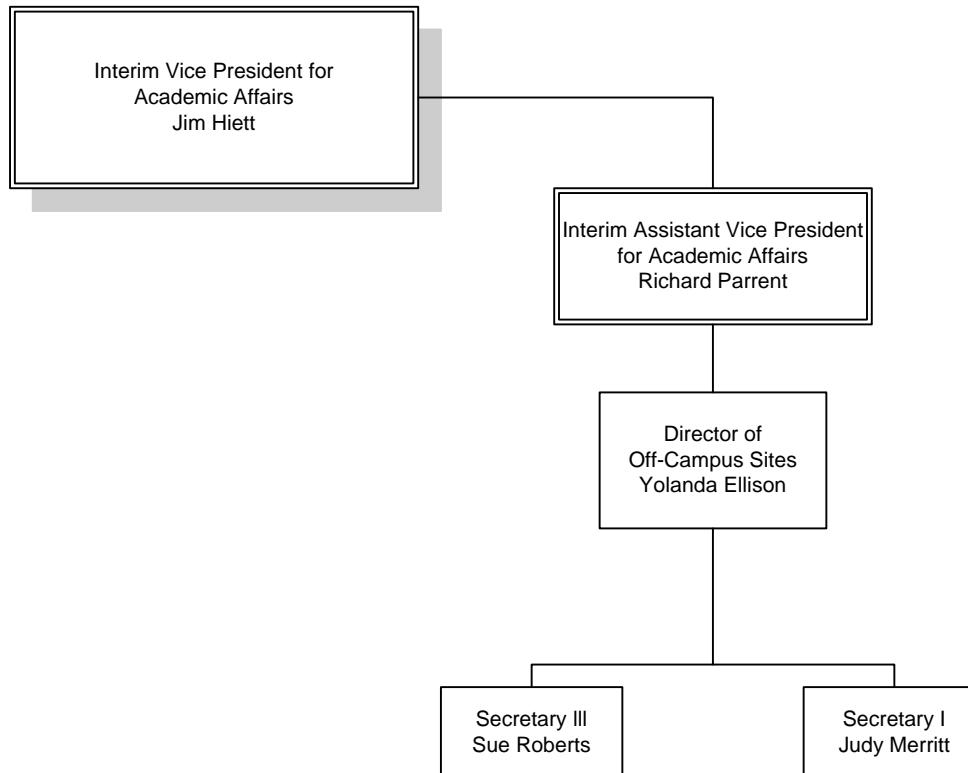 Interim Vice President for
Academic Affairs
Jim Hiett
Interim Assistant Vice President
for Academic Affairs
Richard Parrent
Director of
Off-Campus Sites
Yolanda Ellison
Secretary III
Sue Roberts
Secretary I
Judy Merritt